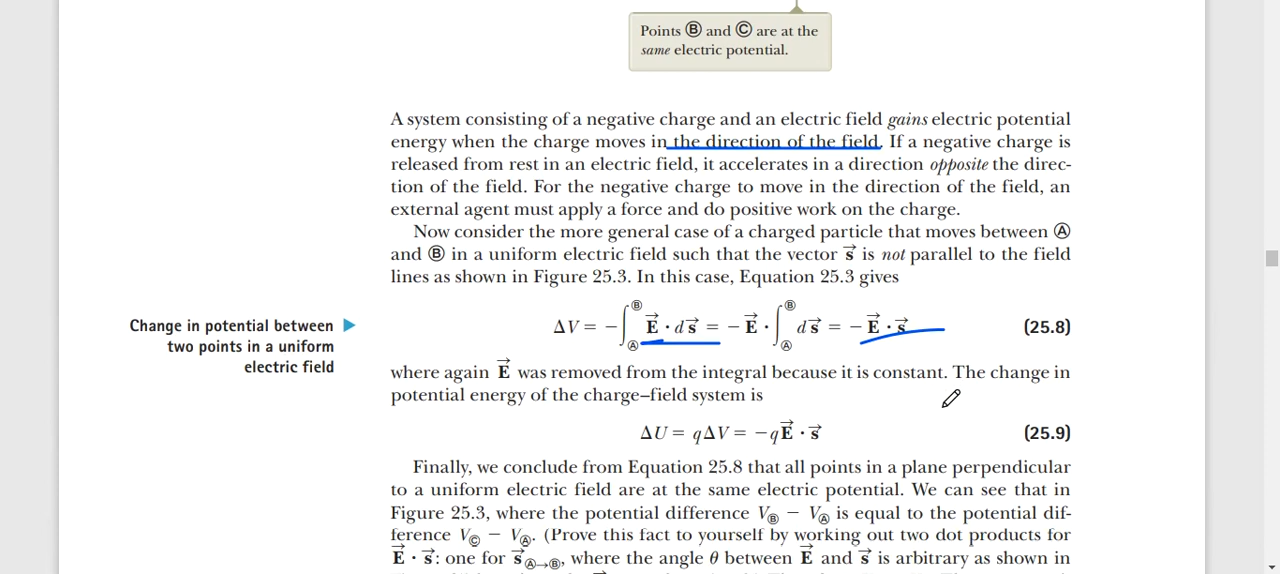 Points Ⓑ and Ⓒ are at the
same electric potential.
A system consisting of a negative charge and an electric field gains electric potential
energy when the charge moves in the direction of the field. If a negative charge is
released from rest in an electric field, it accelerates in a direction opposite the direc-
tion of the field. For the negative charge to move in the direction of the field, an
external agent must apply a force and do positive work on the charge.
Now consider the more general case of a charged particle that moves between Ⓐ
and Ⓑ in a uniform electric field such that the vector s⃗ is not parallel to the field
lines as shown in Figure 25.3. In this case, Equation 25.3 gives
Change in potential between
two points in a uniform
electric field
ΔV = −∫_Ⓐ^Ⓑ E⃗ · ds⃗ = −E⃗ · ∫_Ⓐ^Ⓑ ds⃗ = −E⃗ · s⃗ (25.8)
where again E⃗ was removed from the integral because it is constant. The change in
potential energy of the charge–field system is
ΔU = qΔV = −qE⃗ · s⃗ (25.9)
Finally, we conclude from Equation 25.8 that all points in a plane perpendicular
to a uniform electric field are at the same electric potential. We can see that in
Figure 25.3, where the potential difference V_Ⓑ − V_Ⓐ is equal to the potential dif-
ference V_Ⓒ − V_Ⓐ. (Prove this fact to yourself by working out two dot products for
E⃗ · s⃗: one for s⃗_Ⓐ→Ⓑ, where the angle θ between E⃗ and s⃗ is arbitrary as shown in